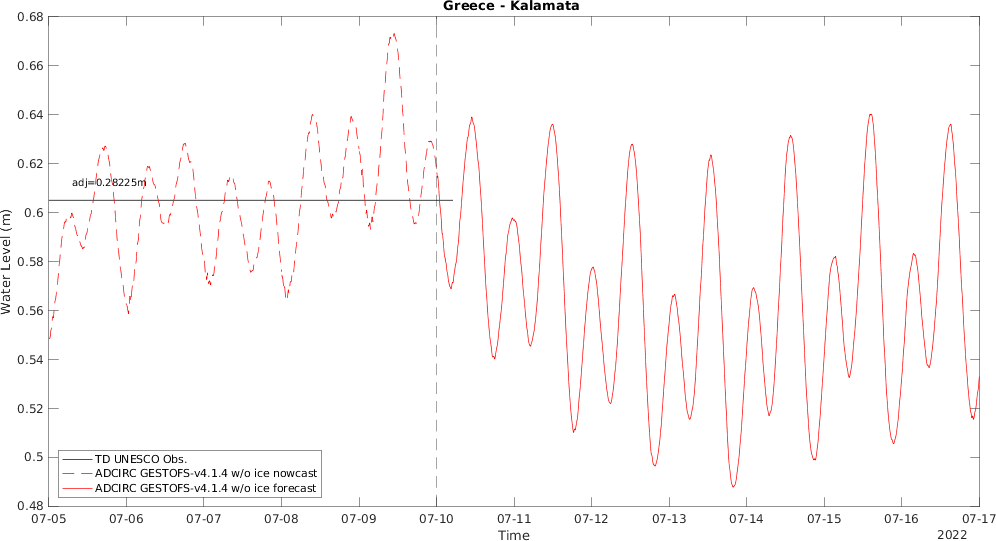 Greece - Kalamata
0.68
0.66
0.64
0.62
0.6
0.58
0.56
0.54
0.52
0.5
0.48
Water Level (m)
adj=0.28225m
TD UNESCO Obs.
ADCIRC GESTOFS-v4.1.4 w/o ice nowcast
ADCIRC GESTOFS-v4.1.4 w/o ice forecast
07-05 07-06 07-07 07-08 07-09 07-10 07-11 07-12 07-13 07-14 07-15 07-16 07-17
Time
2022